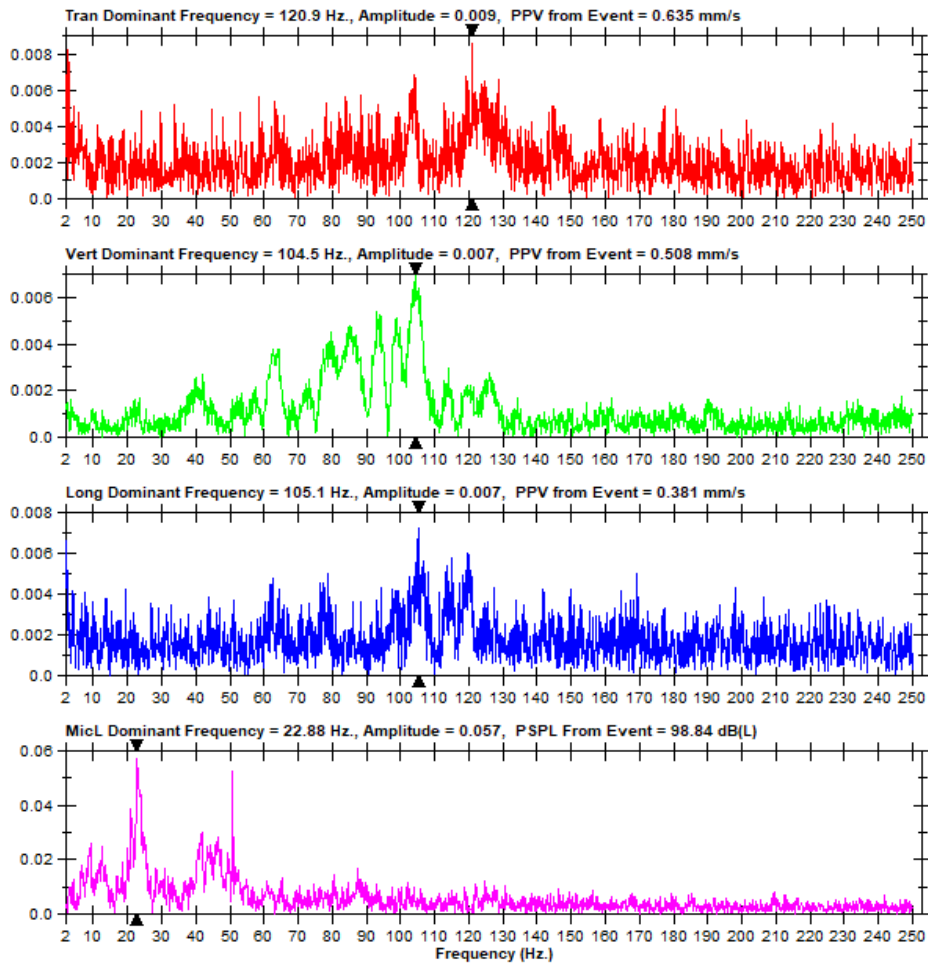 Tran Dominant Frequency = 120.9 Hz., Amplitude = 0.009, PPV from Event = 0.635 mm/s
0.008
0.006
0.004
0.002
0.0
2 10 20 30 40 50 60 70 80 90 100 110 120 130 140 150 160 170 180 190 200 210 220 230 240 250
Vert Dominant Frequency = 104.5 Hz., Amplitude = 0.007, PPV from Event = 0.508 mm/s
0.006
0.004
0.002
0.0
2 10 20 30 40 50 60 70 80 90 100 110 120 130 140 150 160 170 180 190 200 210 220 230 240 250
Long Dominant Frequency = 105.1 Hz., Amplitude = 0.007, PPV from Event = 0.381 mm/s
0.008
0.006
0.004
0.002
0.0
2 10 20 30 40 50 60 70 80 90 100 110 120 130 140 150 160 170 180 190 200 210 220 230 240 250
MicL Dominant Frequency = 22.88 Hz., Amplitude = 0.057, PSPL From Event = 98.84 dB(L)
0.06
0.04
0.02
0.0
2 10 20 30 40 50 60 70 80 90 100 110 120 130 140 150 160 170 180 190 200 210 220 230 240 250
Frequency (Hz.)